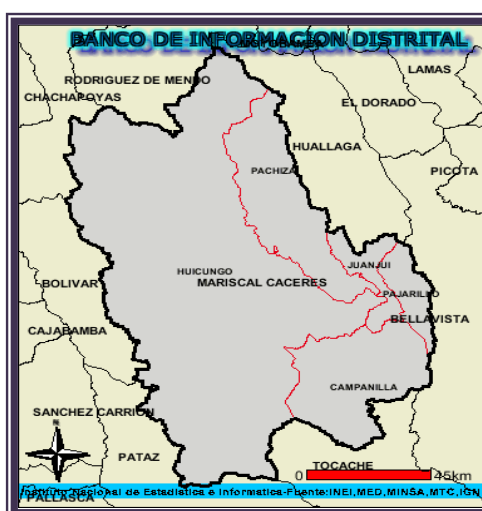 BANCO DE INFORMACION DISTRITAL
LAMAS
RODRIGUEZ DE MENDO
CHACHAPOYAS
EL DORADO
HUALLAGA
PACHIZA
PICOTA
JUANJUI
HUICUNGO
MARISCAL CACERES
BOLIVAR
PAJARILLO
BELLAVISTA
CAJABAMBA
CAMPANILLA
SANCHEZ CARRION
N
PATAZ
TOCACHE
0 45km
Instituto Nacional de Estadistica e Informatica-Fuente:INEI,MED,MINSA,MTC,IGN
PALLASCA